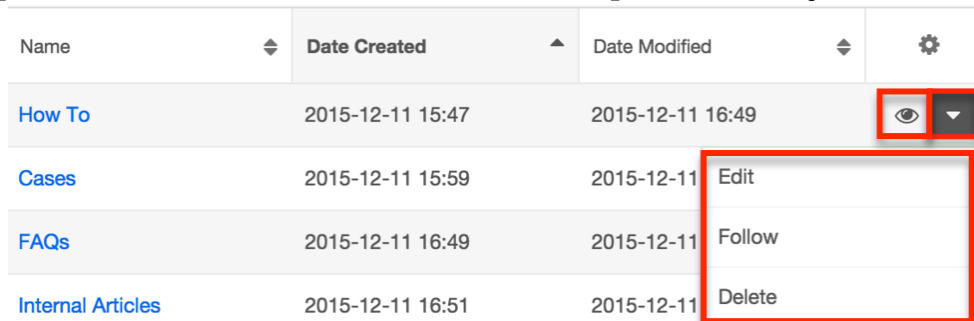 Name Date Created Date Modified
How To 2015-12-11 15:47 2015-12-11 16:49
Cases 2015-12-11 15:59 2015-12-11 Edit
FAQs 2015-12-11 16:49 2015-12-11 Follow
Internal Articles 2015-12-11 16:51 2015-12-11 Delete